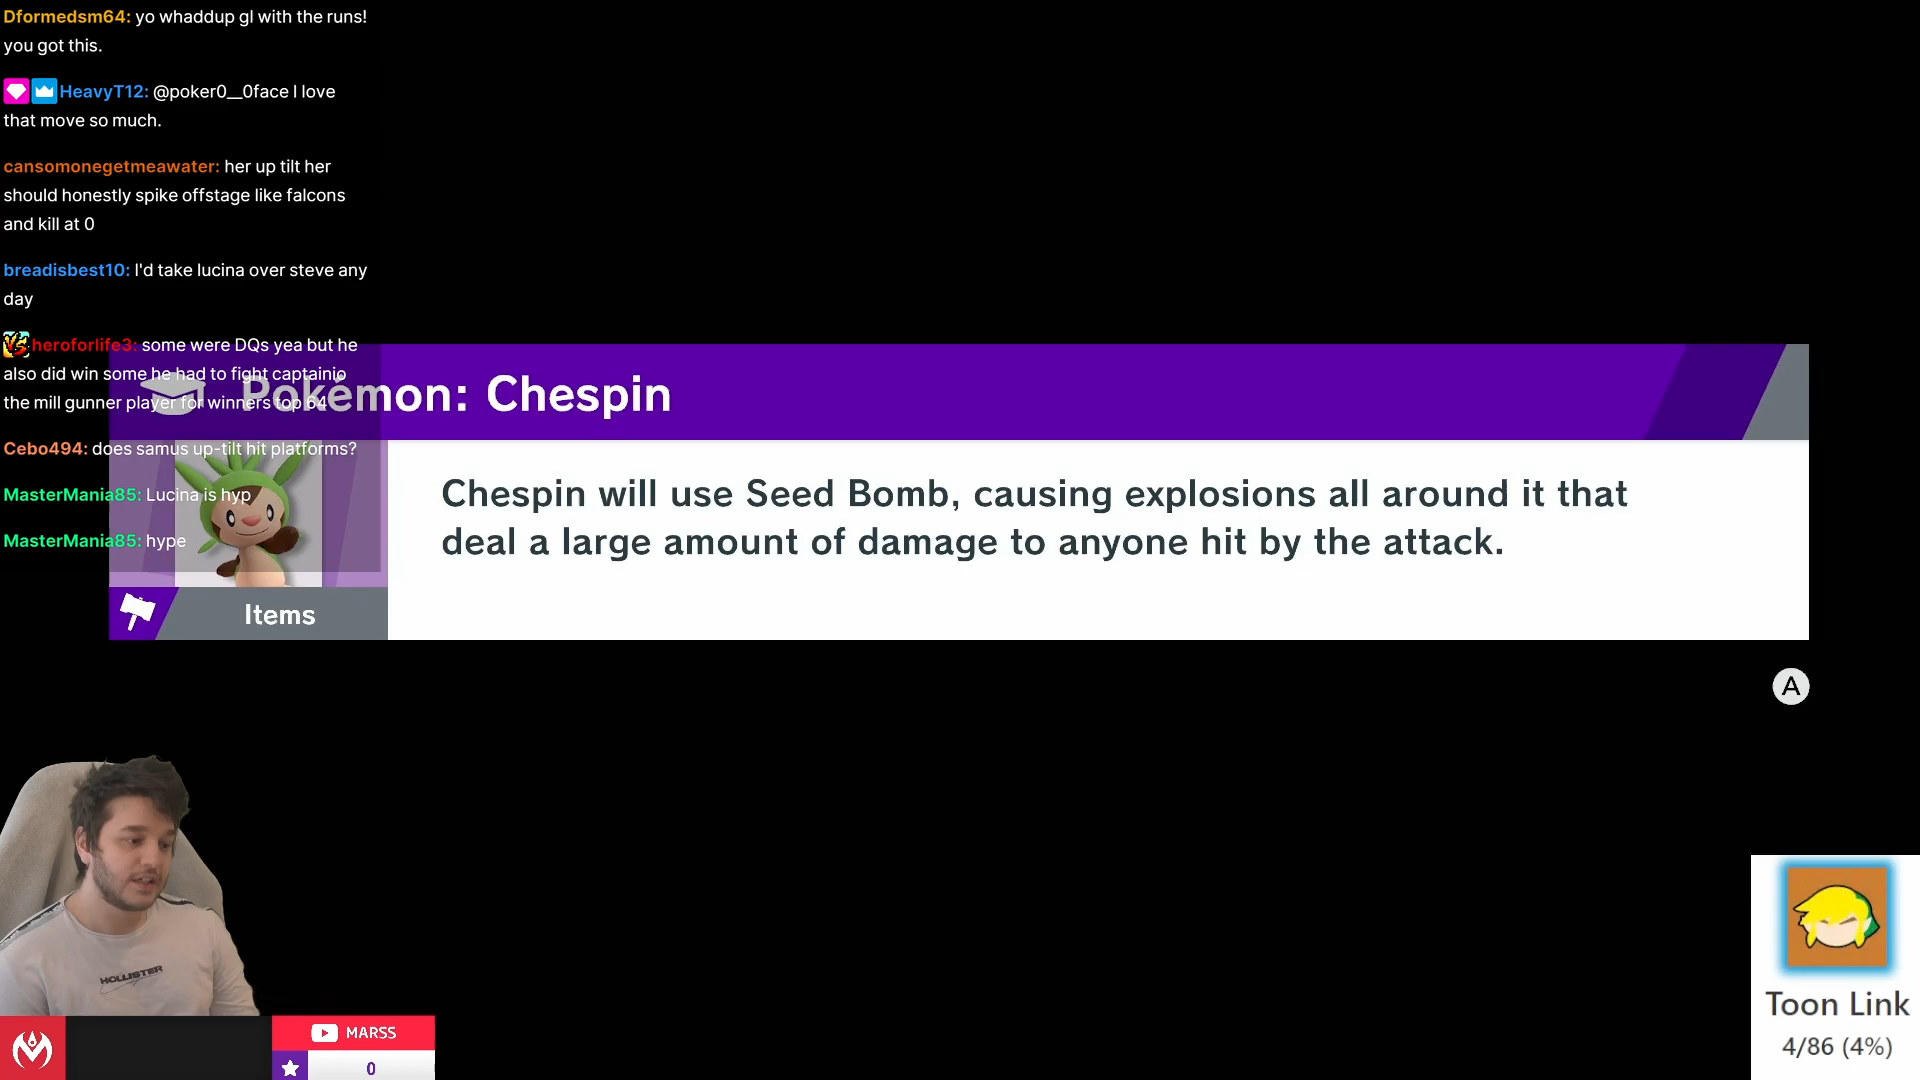 Dformedsm64: yo whaddup gl with the runs!
you got this.
HeavyT12: @poker0__0face I love
that move so much.
cansomonegetmeawater: her up tilt her
should honestly spike offstage like falcons
and kill at 0
breadisbest10: I'd take lucina over steve any
day
heroforlife3: some were DQs yea but he
also did win some he had to fight captainjo
the mill gunner player for winners top 64
Cebo494: does samus up-tilt hit platforms?
MasterMania85: Lucina is hyp
MasterMania85: hype
Pokémon: Chespin
Chespin will use Seed Bomb, causing explosions all around it that
deal a large amount of damage to anyone hit by the attack.
Items
A
HOLLISTER
MARSS
0
Toon Link
4/86 (4%)